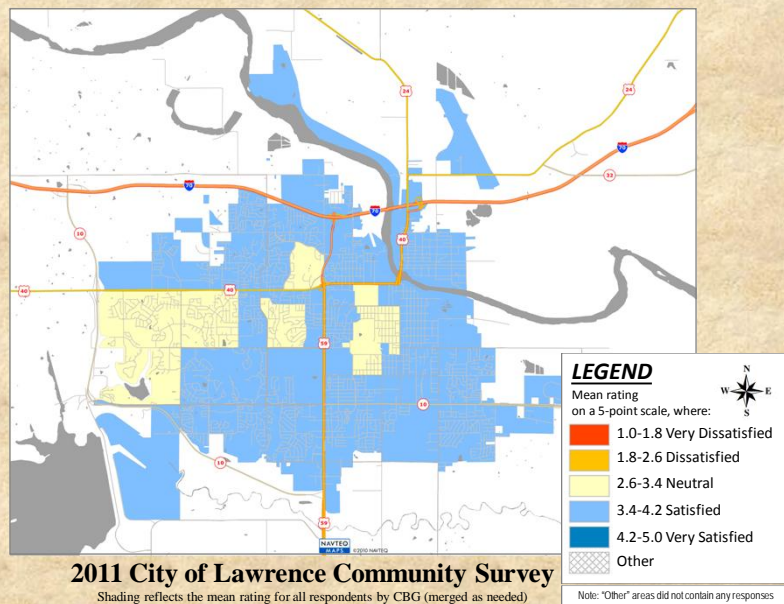 24
24
70
70
70
32
10
40
40
40
59
10
10
59
NAVTEQ
MAPS ©2010 NAVTEQ
LEGEND
Mean rating
on a 5-point scale, where:
N
W E
S
1.0-1.8 Very Dissatisfied
1.8-2.6 Dissatisfied
2.6-3.4 Neutral
3.4-4.2 Satisfied
4.2-5.0 Very Satisfied
Other
2011 City of Lawrence Community Survey
Shading reflects the mean rating for all respondents by CBG (merged as needed)
Note: "Other" areas did not contain any responses